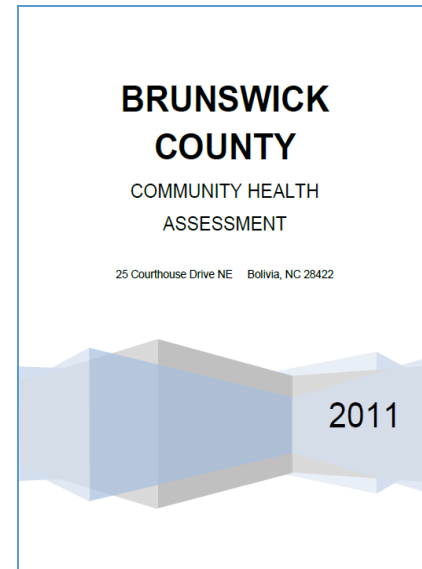 BRUNSWICK
COUNTY
COMMUNITY HEALTH
ASSESSMENT
25 Courthouse Drive NE Bolivia, NC 28422
2011